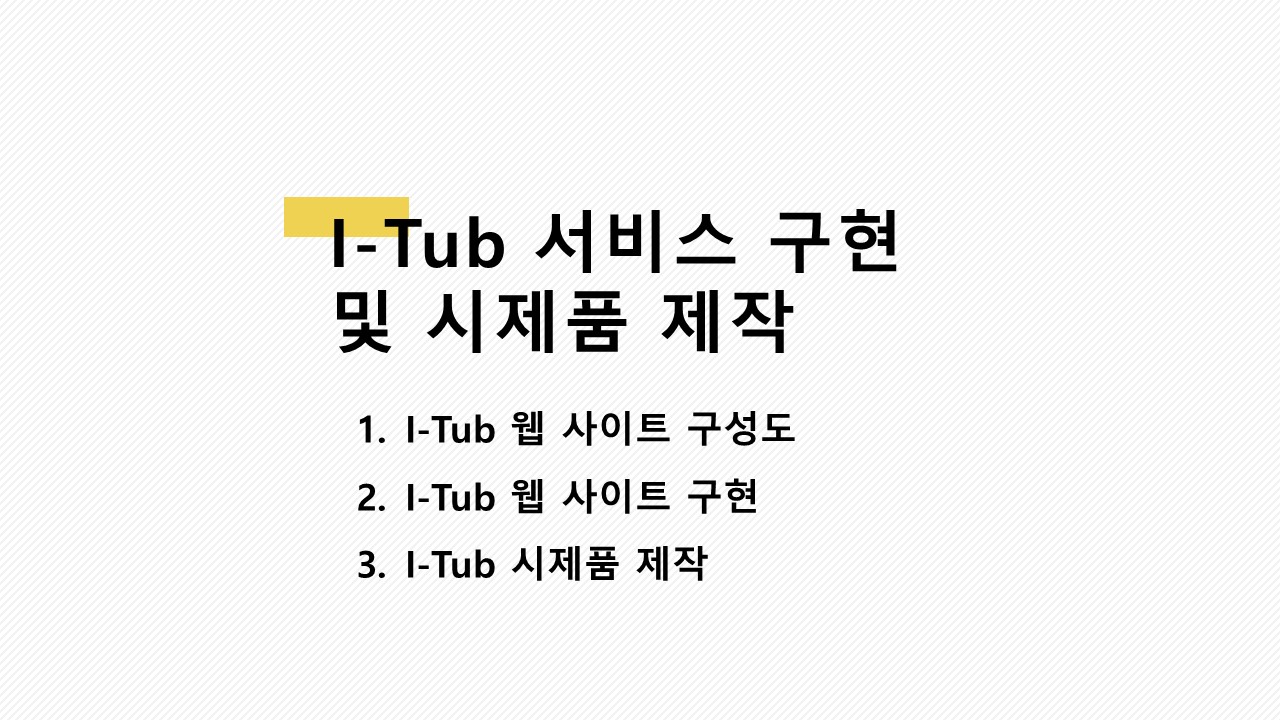 I-Tub 서비스 구현
및 시제품 제작
1. I-Tub 웹 사이트 구성도
2. I-Tub 웹 사이트 구현
3. I-Tub 시제품 제작